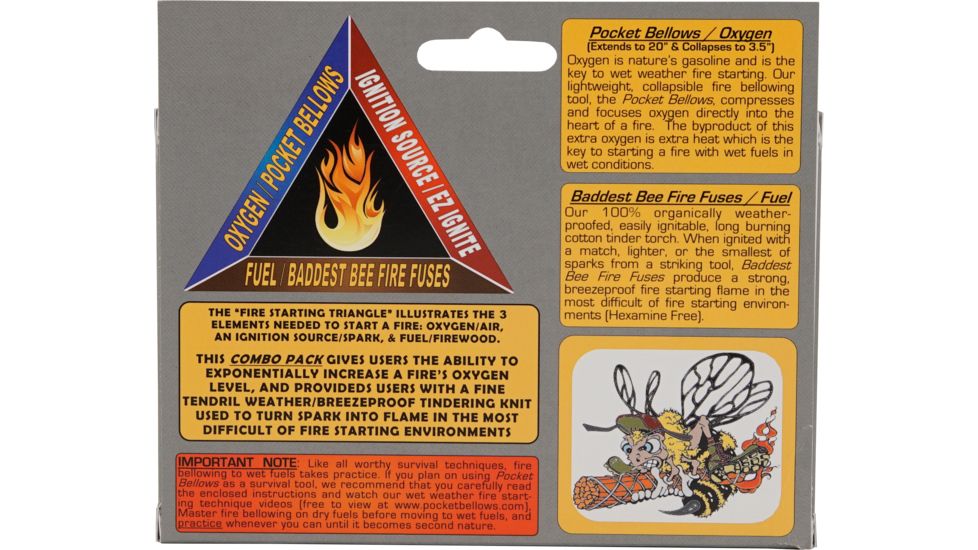 OXYGEN / POCKET BELLOWS
IGNITION SOURCE / EZ IGNITE
FUEL / BADDEST BEE FIRE FUSES
THE "FIRE STARTING TRIANGLE" ILLUSTRATES THE 3
ELEMENTS NEEDED TO START A FIRE: OXYGEN/AIR,
AN IGNITION SOURCE/SPARK, & FUEL/FIREWOOD.
THIS COMBO PACK GIVES USERS THE ABILITY TO
EXPONENTIALLY INCREASE A FIRE'S OXYGEN
LEVEL, AND PROVIDEDS USERS WITH A FINE
TENDRIL WEATHER/BREEZEPROOF TINDERING KNIT
USED TO TURN SPARK INTO FLAME IN THE MOST
DIFFICULT OF FIRE STARTING ENVIRONMENTS
IMPORTANT NOTE: Like all worthy survival techniques, fire
bellowing to wet fuels takes practice. If you plan on using Pocket
Bellows as a survival tool, we recommend that you carefully read
the enclosed instructions and watch our wet weather fire start-
ing technique videos (free to view at www.pocketbellows.com).
Master fire bellowing on dry fuels before moving to wet fuels, and
practice whenever you can until it becomes second nature.
Pocket Bellows / Oxygen
(Extends to 20" & Collapses to 3.5")
Oxygen is nature's gasoline and is the
key to wet weather fire starting. Our
lightweight, collapsible fire bellowing
tool, the Pocket Bellows, compresses
and focuses oxygen directly into the
heart of a fire. The byproduct of this
extra oxygen is extra heat which is the
key to starting a fire with wet fuels in
wet conditions.
Baddest Bee Fire Fuses / Fuel
Our 100% organically weather-
proofed, easily ignitable, long burning
cotton tinder torch. When ignited with
a match, lighter, or the smallest of
sparks from a striking tool, Baddest
Bee Fire Fuses produce a strong,
breezeproof fire starting flame in the
most difficult of fire starting environ-
ments (Hexamine Free).